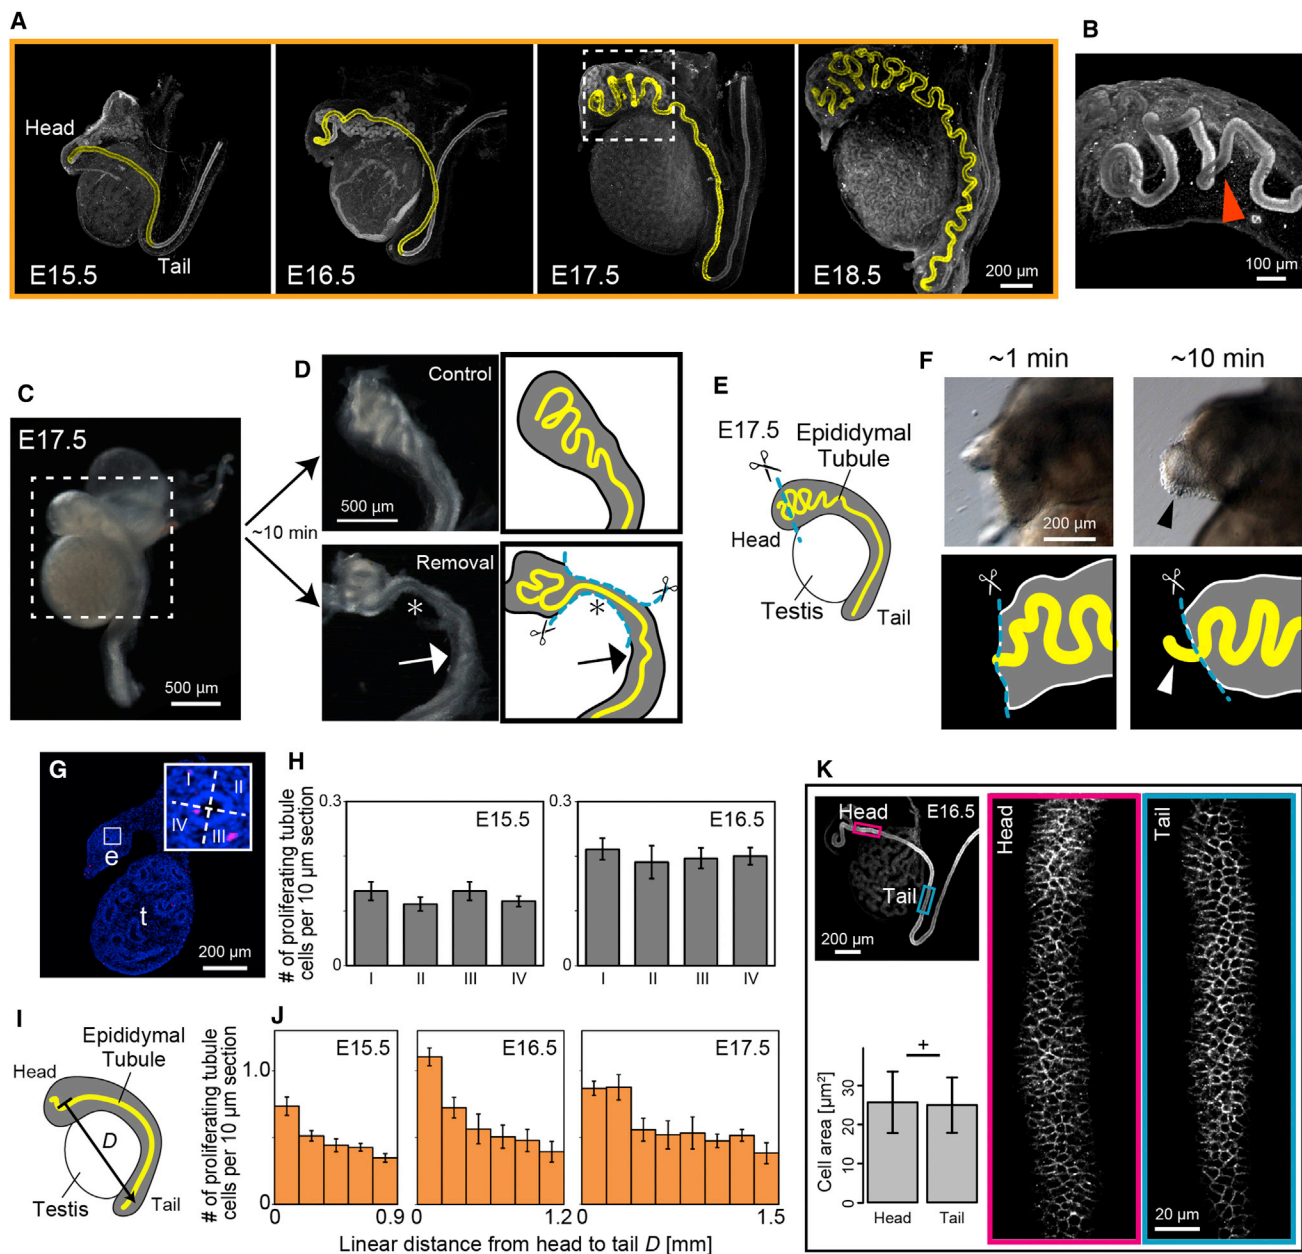 A
Head
Tail
E15.5
E16.5
E17.5
E18.5
200 µm
B
100 µm
C
E17.5
500 µm
~10 min
D
Control
500 µm
Removal
*
*
E
E17.5
Epididymal
Tubule
Head
Testis
Tail
F
~1 min
~10 min
200 µm
G
I
II
III
IV
e
t
200 µm
H
# of proliferating tubule
cells per 10 µm section
0.3
0
E15.5
I II III IV
0.3
0
E16.5
I II III IV
I
Epididymal
Tubule
Head
D
Testis
Tail
J
# of proliferating tubule
cells per 10 µm section
1.0
0
E15.5
E16.5
E17.5
0 0.9 0 1.2 0 1.5
Linear distance from head to tail D [mm]
K
Head
E16.5
Tail
200 µm
Cell area [µm²]
30
20
10
0
+
Head Tail
Head
Tail
20 µm